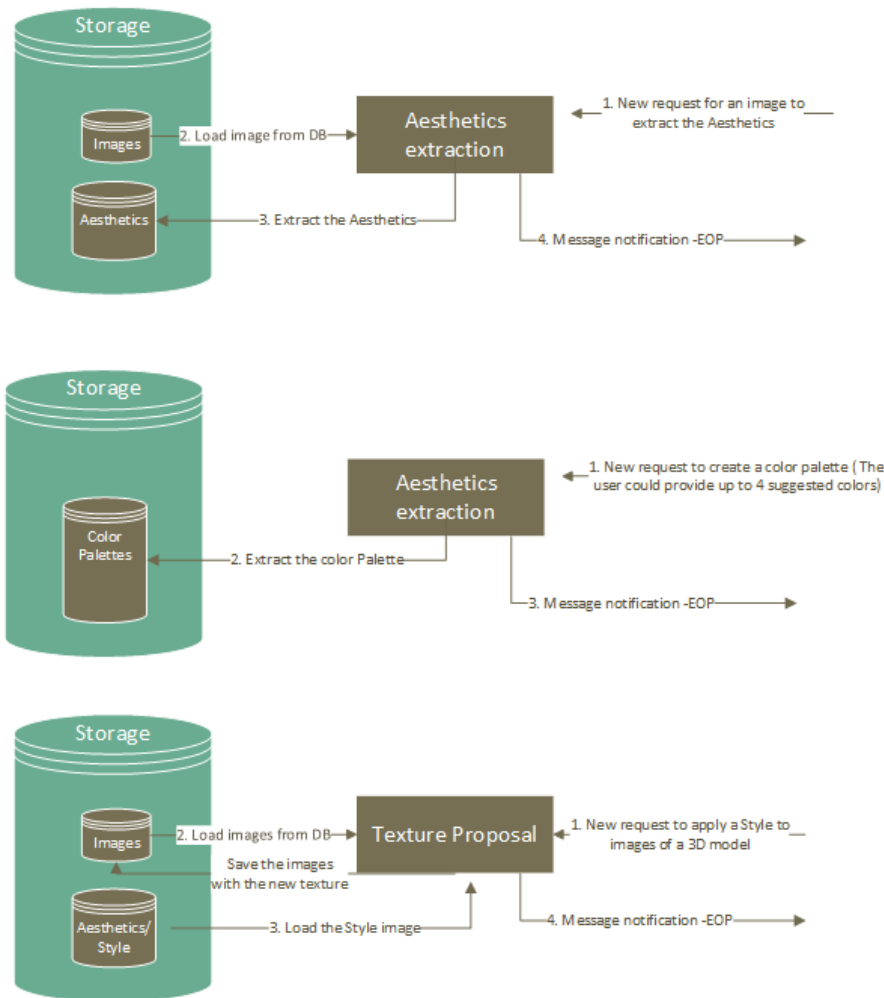 Storage
Images
2. Load image from DB
Aesthetics
extraction
1. New request for an image to
extract the Aesthetics
Aesthetics
3. Extract the Aesthetics
4. Message notification -EOP
Storage
Aesthetics
extraction
1. New request to create a color palette ( The
user could provide up to 4 suggested colors)
Color
Palettes
2. Extract the color Palette
3. Message notification -EOP
Storage
Images
2. Load images from DB
Texture Proposal
1. New request to apply a Style to
images of a 3D model
Save the images
with the new texture
Aesthetics/
Style
3. Load the Style image
4. Message notification -EOP